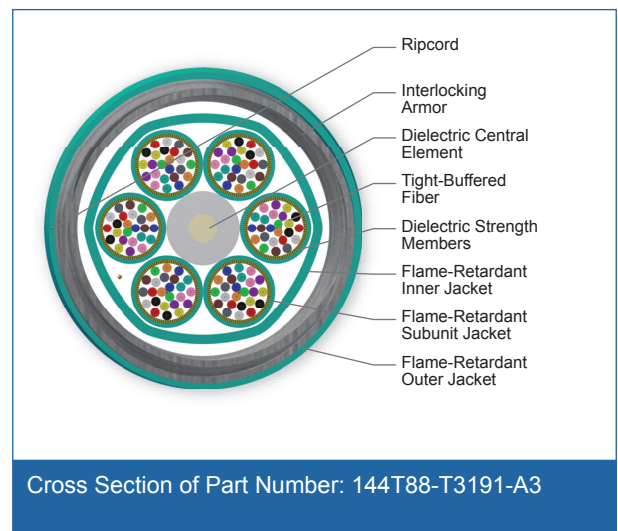 Ripcord
Interlocking
Armor
Dielectric Central
Element
Tight-Buffered
Fiber
Dielectric Strength
Members
Flame-Retardant
Inner Jacket
Flame-Retardant
Subunit Jacket
Flame-Retardant
Outer Jacket
Cross Section of Part Number: 144T88-T3191-A3